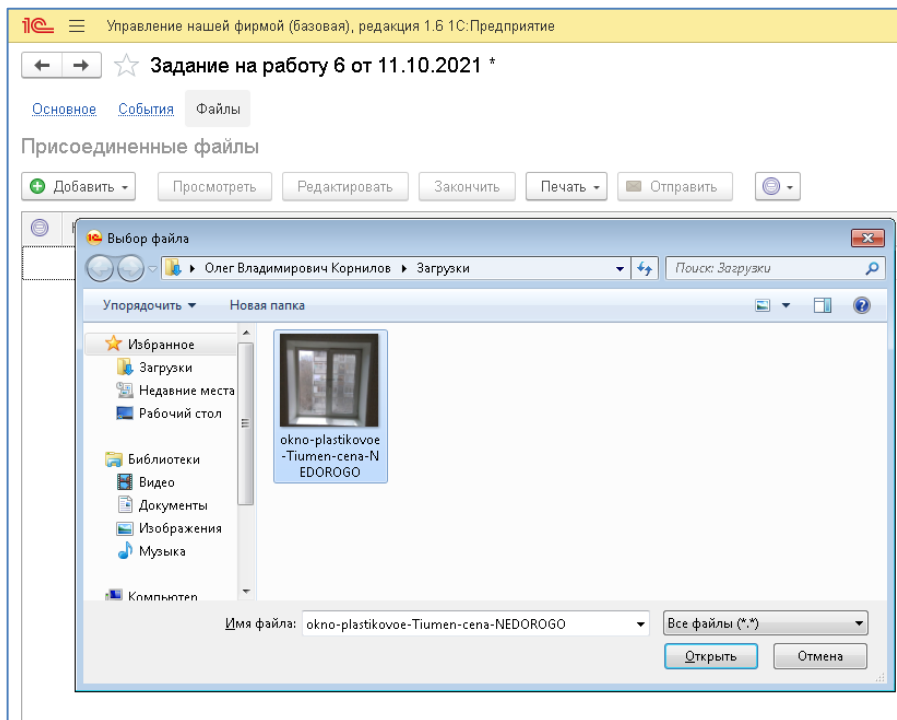 1С Управление нашей фирмой (базовая), редакция 1.6 1С:Предприятие
Задание на работу 6 от 11.10.2021 *
Основное События Файлы
Присоединенные файлы
Добавить Просмотреть Редактировать Закончить Печать Отправить
Выбор файла
Олег Владимирович Корнилов Загрузки Поиск: Загрузки
Упорядочить Новая папка
Избранное
Загрузки
Недавние места
Рабочий стол
Библиотеки
Видео
Документы
Изображения
Музыка
Компьютер
okno-plastikovoe
-Tiumen-cena-N
EDOROGO
Имя файла: okno-plastikovoe-Tiumen-cena-NEDOROGO Все файлы (*.*)
Открыть Отмена